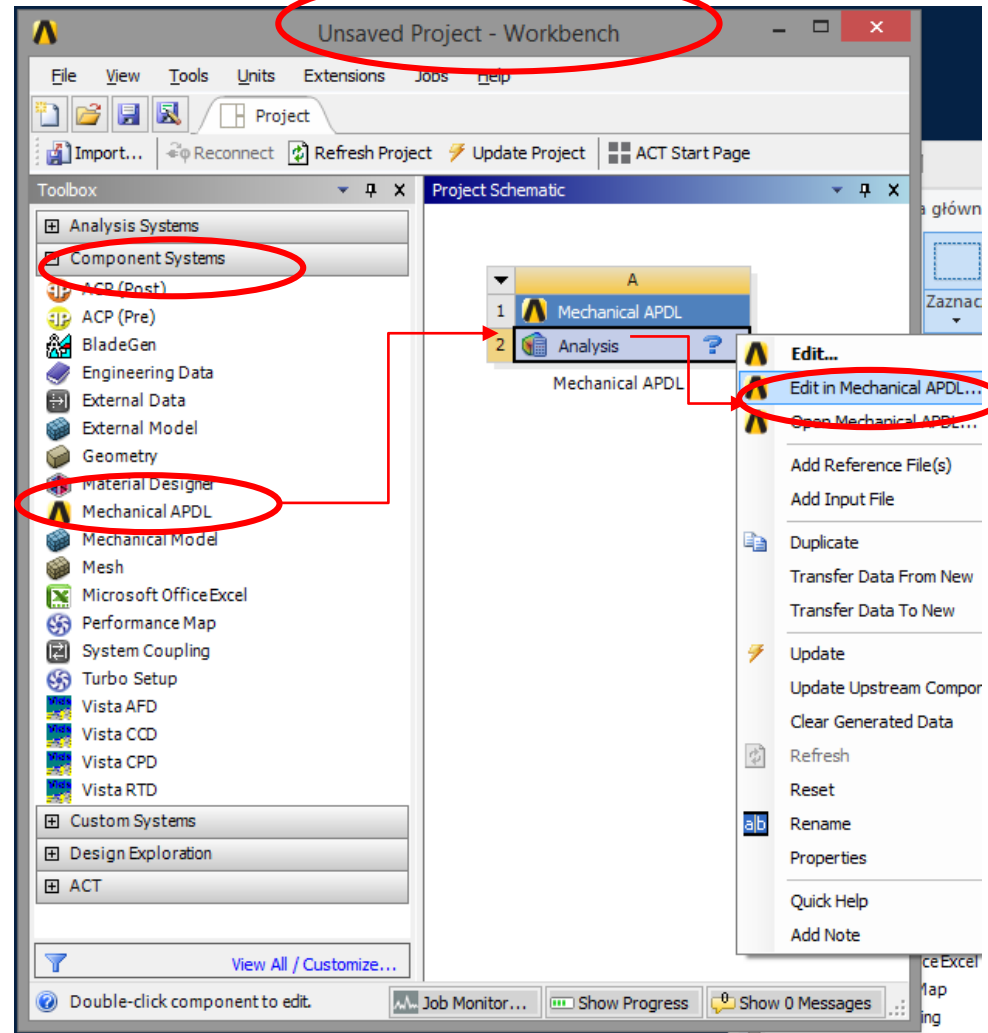 Unsaved Project - Workbench
File View Tools Units Extensions Jobs Help
Project
Import... Reconnect Refresh Project Update Project ACT Start Page
Toolbox
Project Schematic
Analysis Systems
Component Systems
ACP (Post)
ACP (Pre)
BladeGen
Engineering Data
External Data
External Model
Geometry
Material Designer
Mechanical APDL
Mechanical Model
Mesh
Microsoft Office Excel
Performance Map
System Coupling
Turbo Setup
Vista AFD
Vista CCD
Vista CPD
Vista RTD
Custom Systems
Design Exploration
ACT
View All / Customize...
A
1 Mechanical APDL
2 Analysis ?
Mechanical APDL
Edit...
Edit in Mechanical APDL...
Open Mechanical APDL...
Add Reference File(s)
Add Input File
Duplicate
Transfer Data From New
Transfer Data To New
Update
Update Upstream Compor
Clear Generated Data
Refresh
Reset
a|b Rename
Properties
Quick Help
Add Note
Double-click component to edit.
Job Monitor... Show Progress 0 Show 0 Messages
a główn
Zaznac
ce Excel
Map
ing